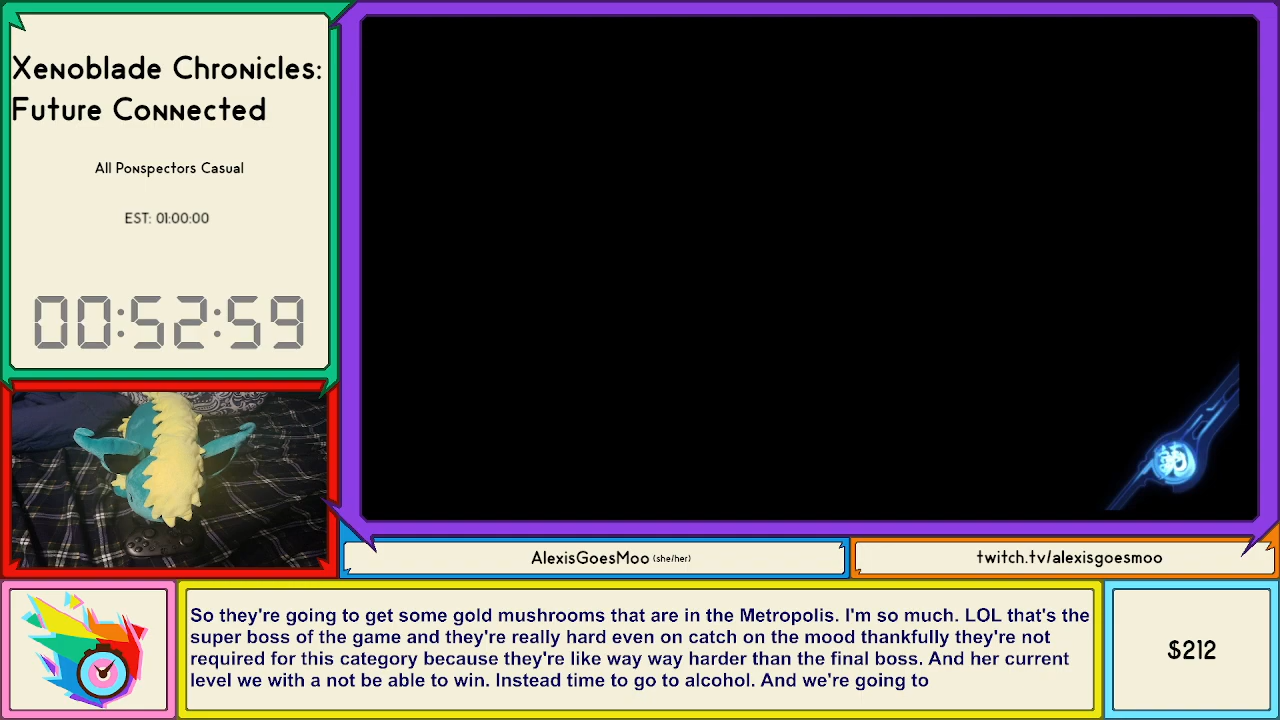 Xenoblade Chronicles:
Future Connected
All Ponspectors Casual
EST: 01:00:00
00:52:59
AlexisGoesMoo (she/her)
twitch.tv/alexisgoesmoo
So they're going to get some gold mushrooms that are in the Metropolis. I'm so much. LOL that's the
super boss of the game and they're really hard even on catch on the mood thankfully they're not
required for this category because they're like way way harder than the final boss. And her current
level we with a not be able to win. Instead time to go to alcohol. And we're going to
$212